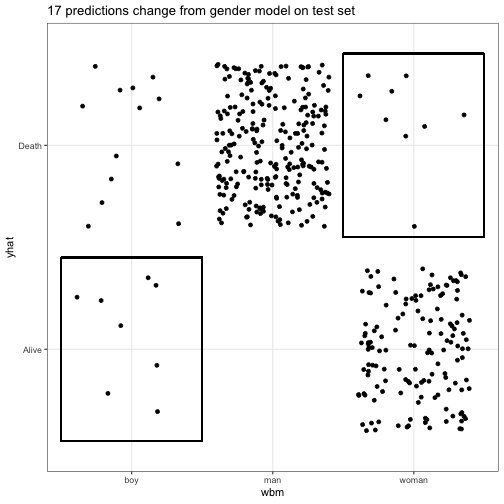 17 predictions change from gender model on test set
Death
yhat
Alive
boy man woman
wbm